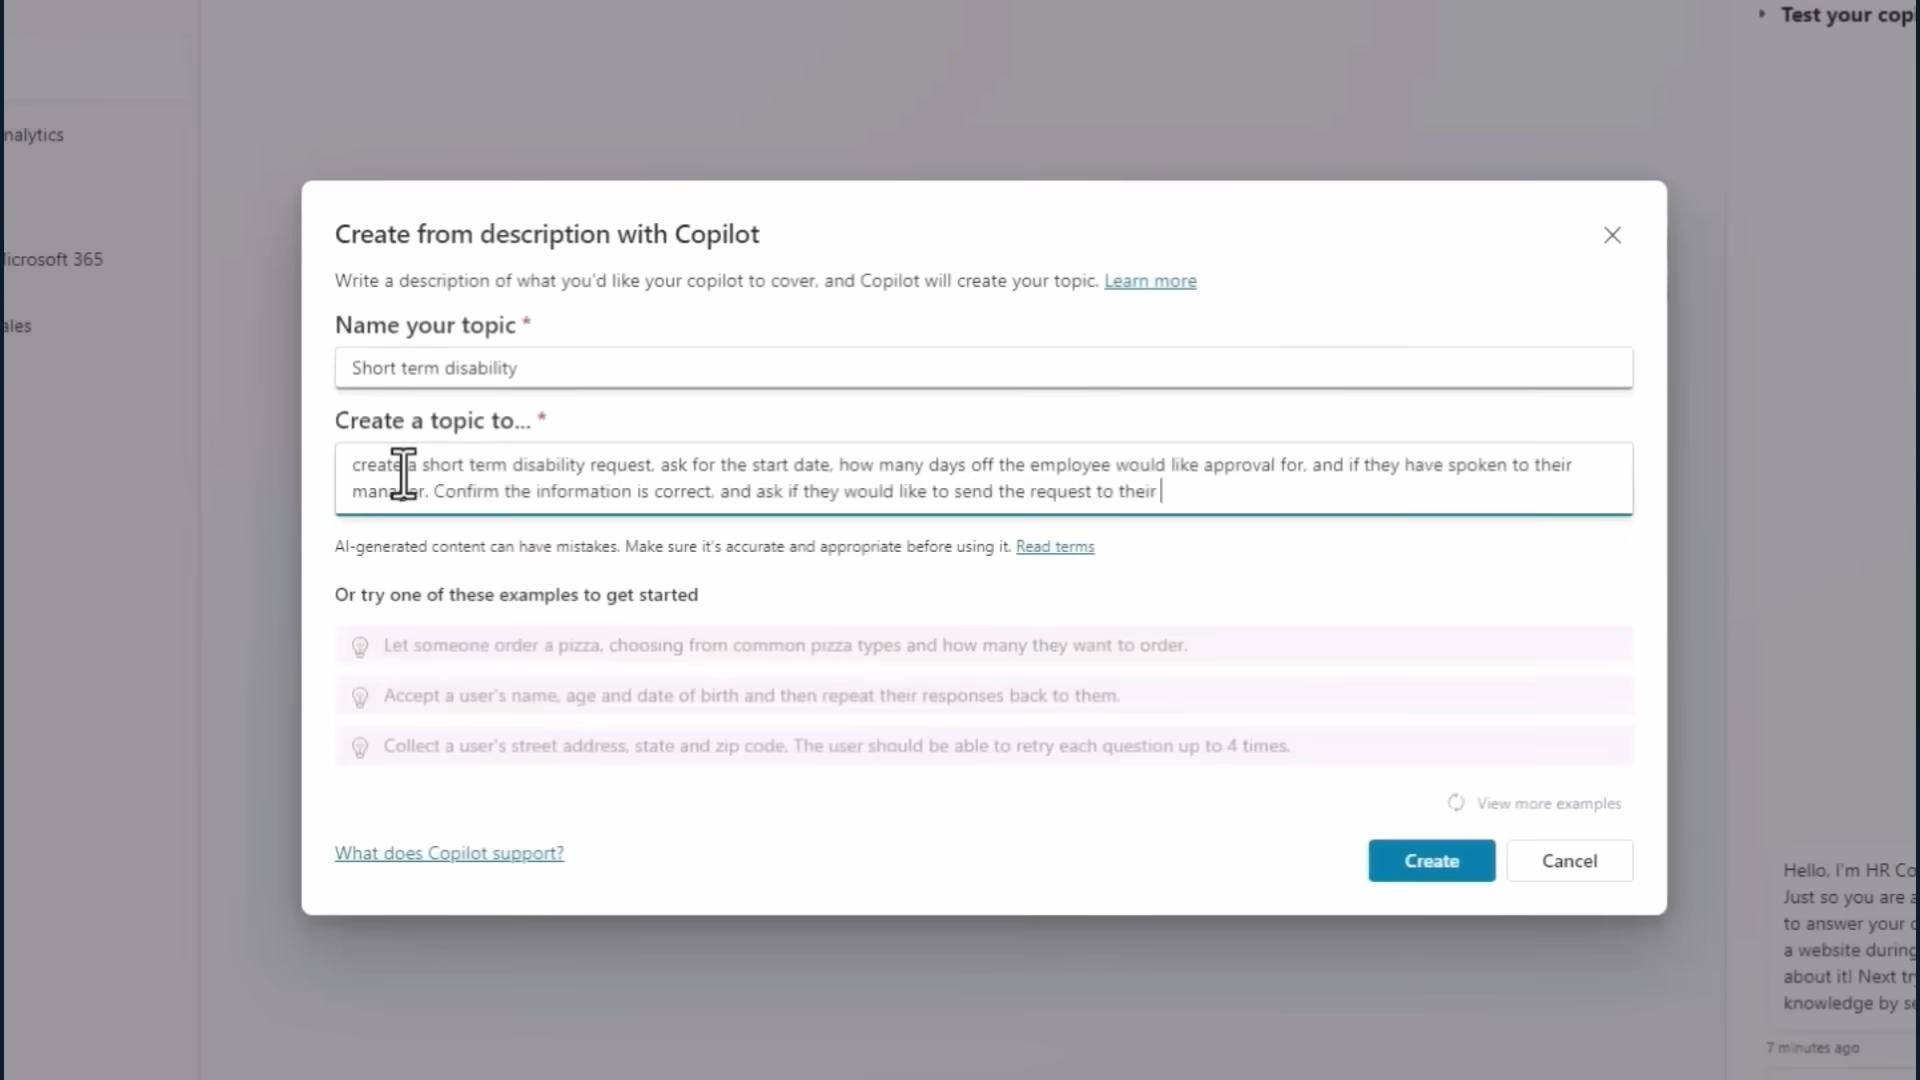 Test your
nalytics
icrosoft 365
ales
Create from description with Copilot
Write a description of what you'd like your copilot to cover, and Copilot will create your topic. Learn more
Name your topic *
Short term disability
Create a topic to... *
create a short term disability request, ask for the start date, how many days off the employee would like approval for, and if they have spoken to their
manager. Confirm the information is correct, and ask if they would like to send the request to their
AI-generated content can have mistakes. Make sure it's accurate and appropriate before using it. Read terms
Or try one of these examples to get started
Let someone order a pizza, choosing from common pizza types and how many they want to order.
Accept a user's name, age and date of birth and then repeat their responses back to them.
Collect a user's street address, state and zip code. The user should be able to retry each question up to 4 times.
View more examples
What does Copilot support?
Create
Cancel
Hello, I'm HR Co
Just so you are a
to answer your
a website during
about it! Next tr
knowledge by se
7 minutes ago